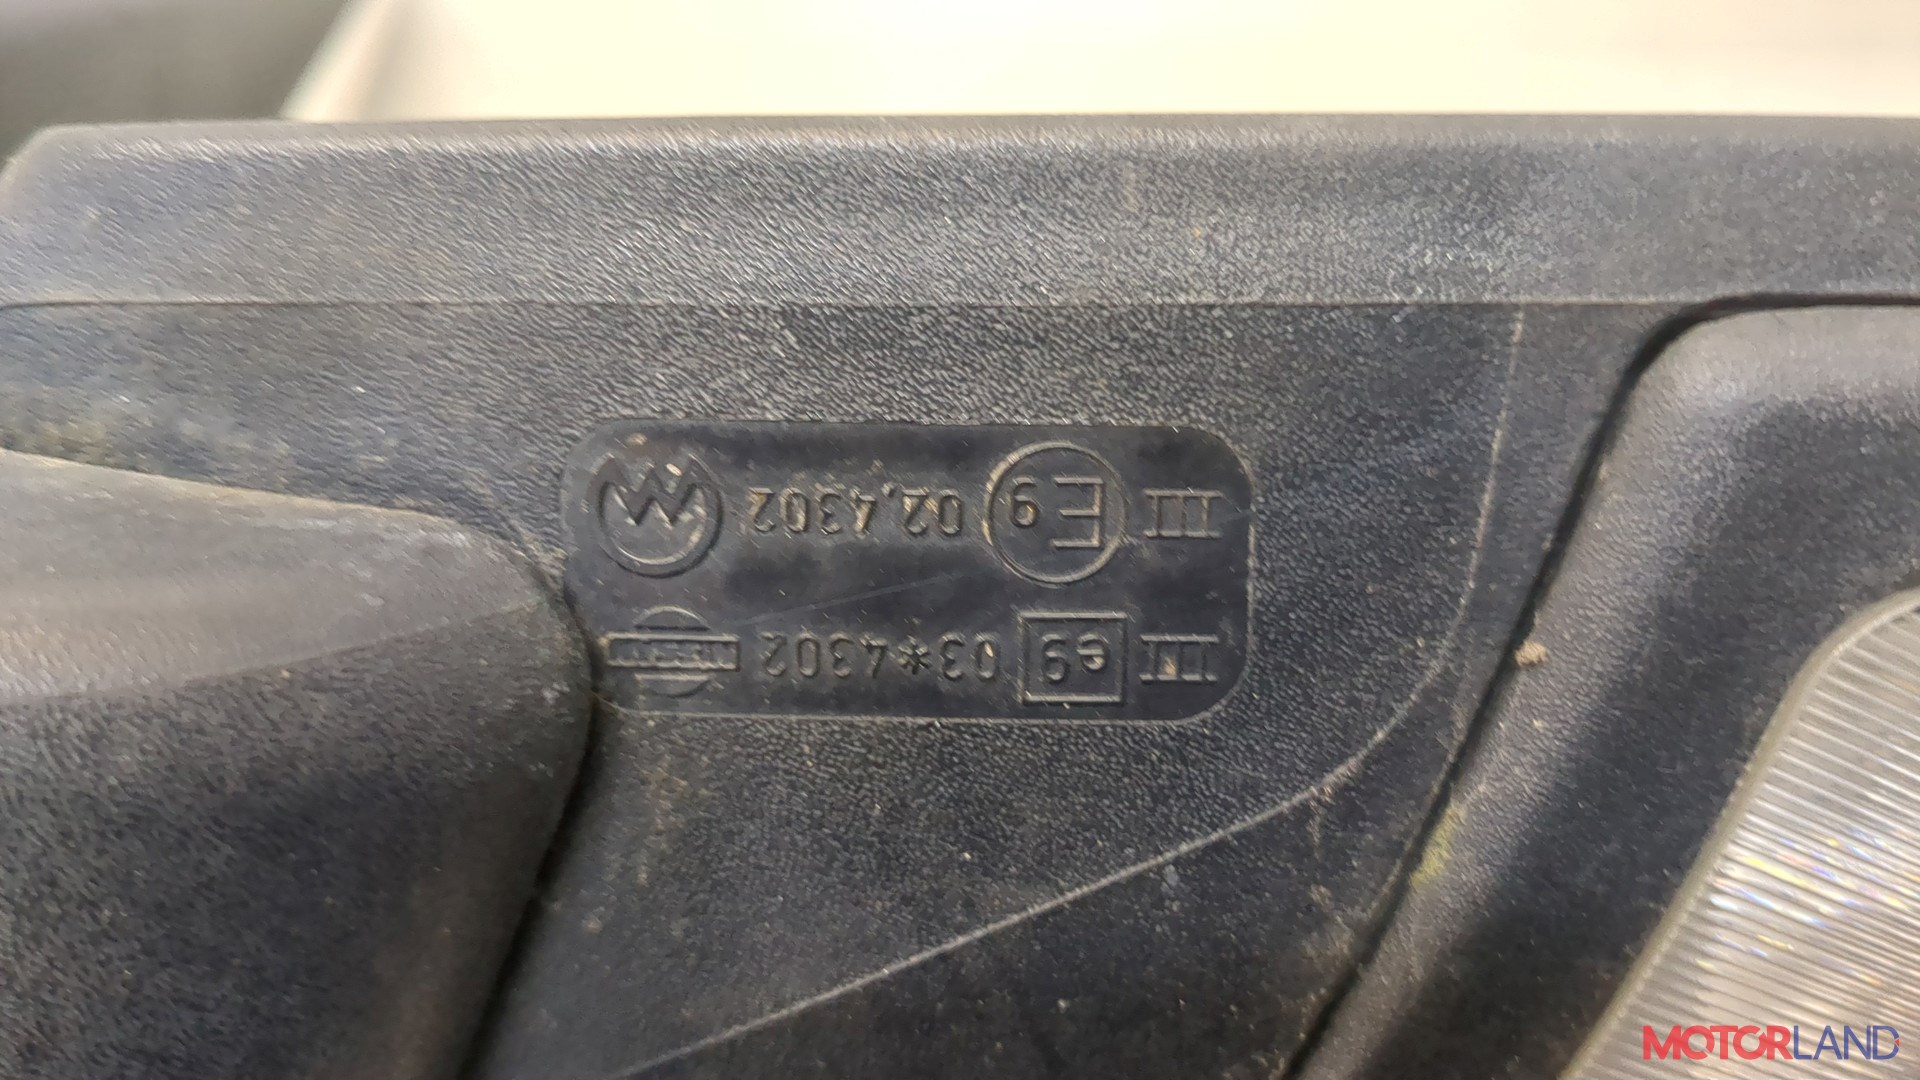 III e9 03*4302 NISSAN
III E9 02.4302 M
MOTORLAND